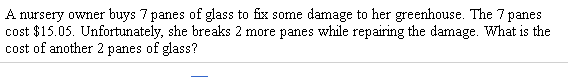 A nursery owner buys 7 panes of glass to fix some damage to her greenhouse. The 7 panes
cost $15.05. Unfortunately, she breaks 2 more panes while repairing the damage. What is the
cost of another 2 panes of glass?